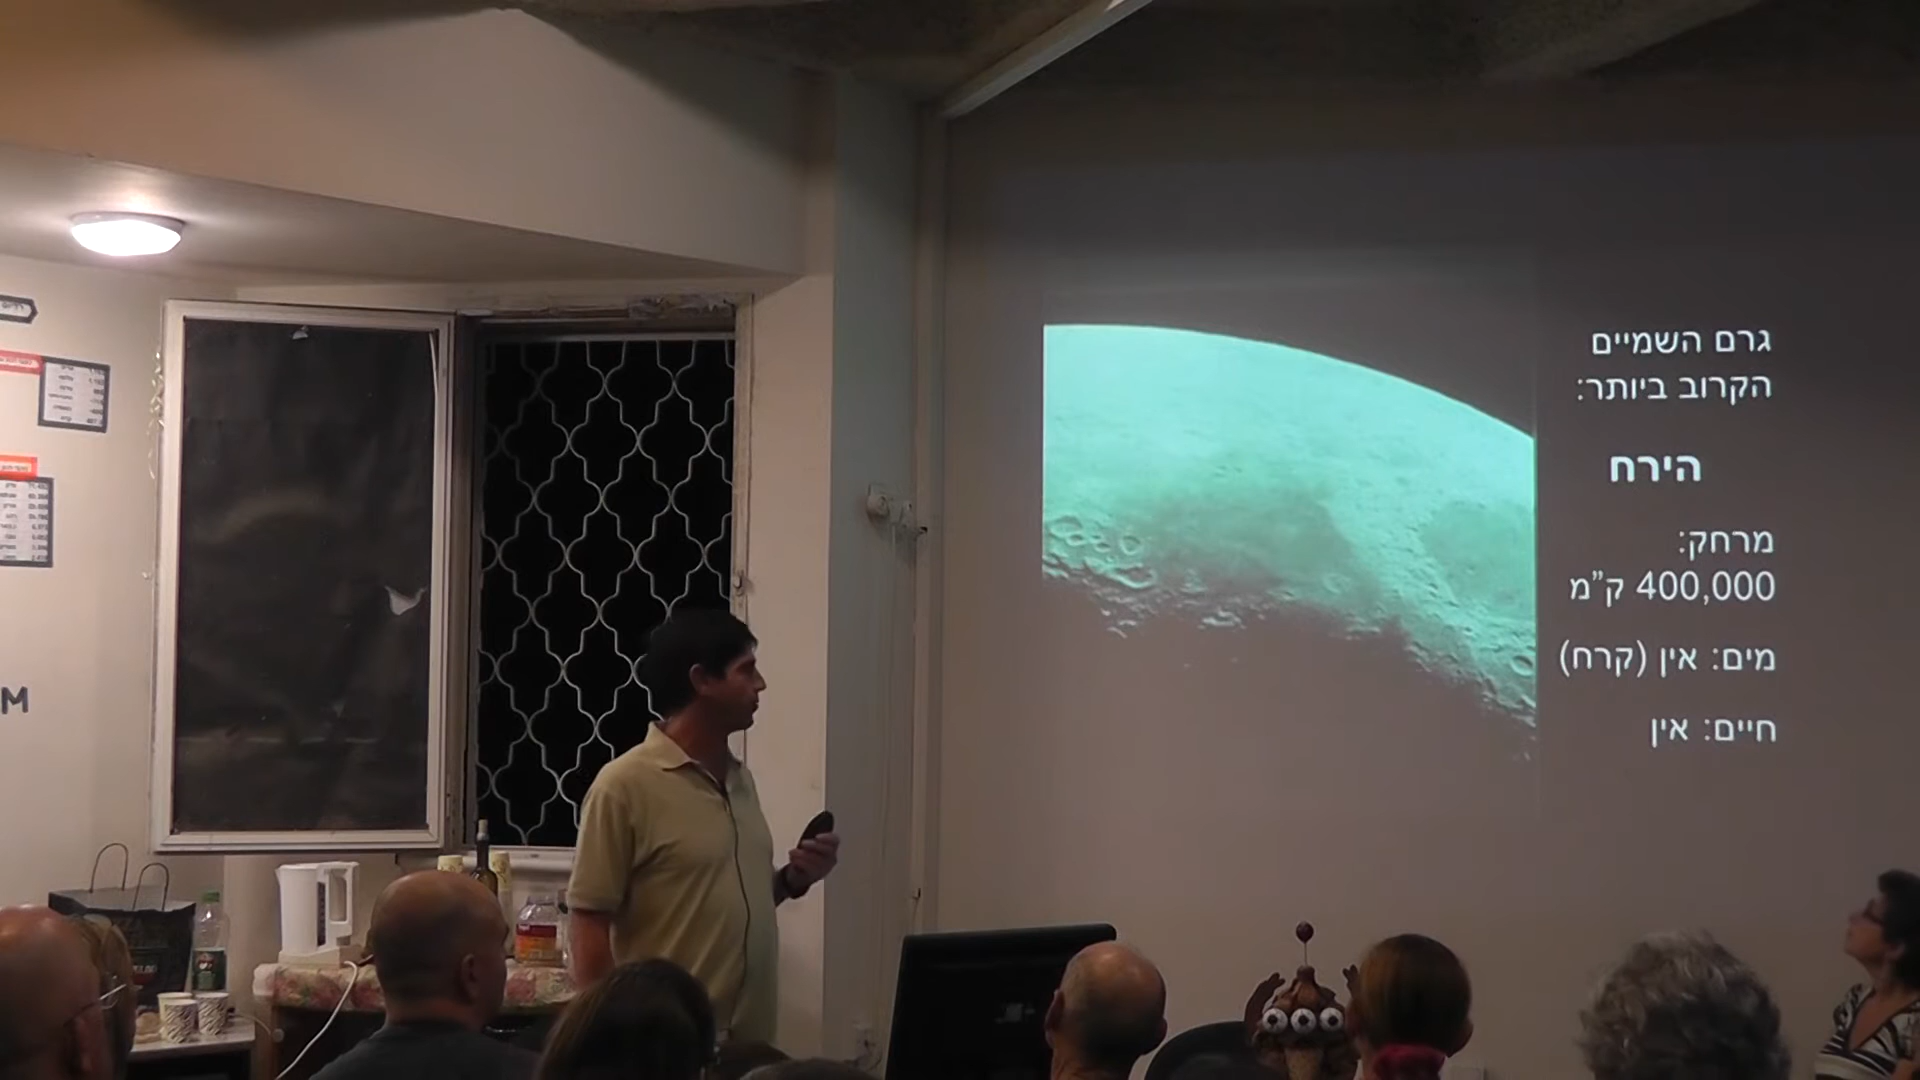 גרם השמיים
הקרוב ביותר:
הירח
מרחק:
400,000 ק"מ
מים: אין (קרח)
חיים: אין
M